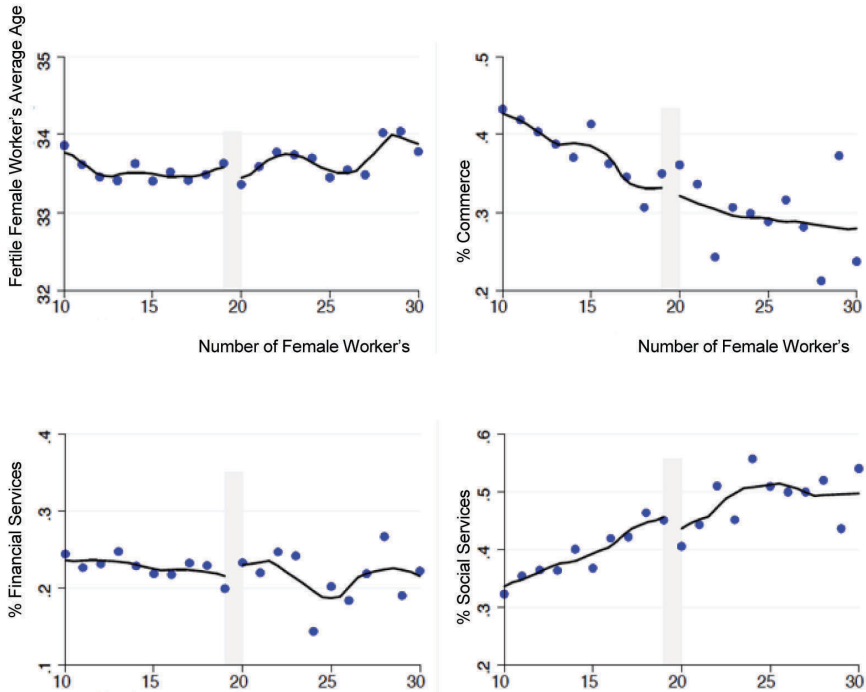 Fertile Female Worker's Average Age
35
34
33
32
10 15 20 25 30
Number of Female Worker's
% Commerce
.5
.4
.3
.2
10 15 20 25 30
Number of Female Worker's
% Financial Services
.4
.3
.2
.1
10 15 20 25 30
% Social Services
.6
.5
.4
.3
.2
10 15 20 25 30